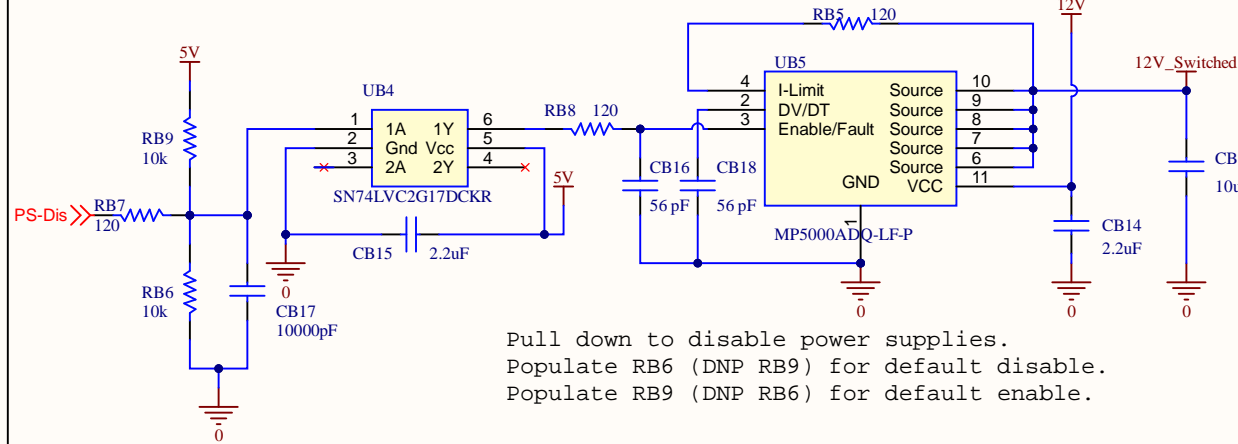 RB5 120
12V
5V
UB4
UB5
12V_Switched
4 I-Limit Source 10
2 DV/DT Source 9
3 Enable/Fault Source 8
Source 7
Source 6
GND VCC 11
1
MP5000ADQ-LF-P
RB9
10k
1 1A 1Y 6
2 Gnd Vcc 5
3 2A 2Y 4
SN74LVC2G17DCKR
RB8 120
CB16
56 pF
CB18
56 pF
5V
CB
10u
PS-Dis
RB7
120
CB15 2.2uF
CB14
2.2uF
RB6
10k
0
CB17
10000pF
0
0
0
0
Pull down to disable power supplies.
Populate RB6 (DNP RB9) for default disable.
Populate RB9 (DNP RB6) for default enable.